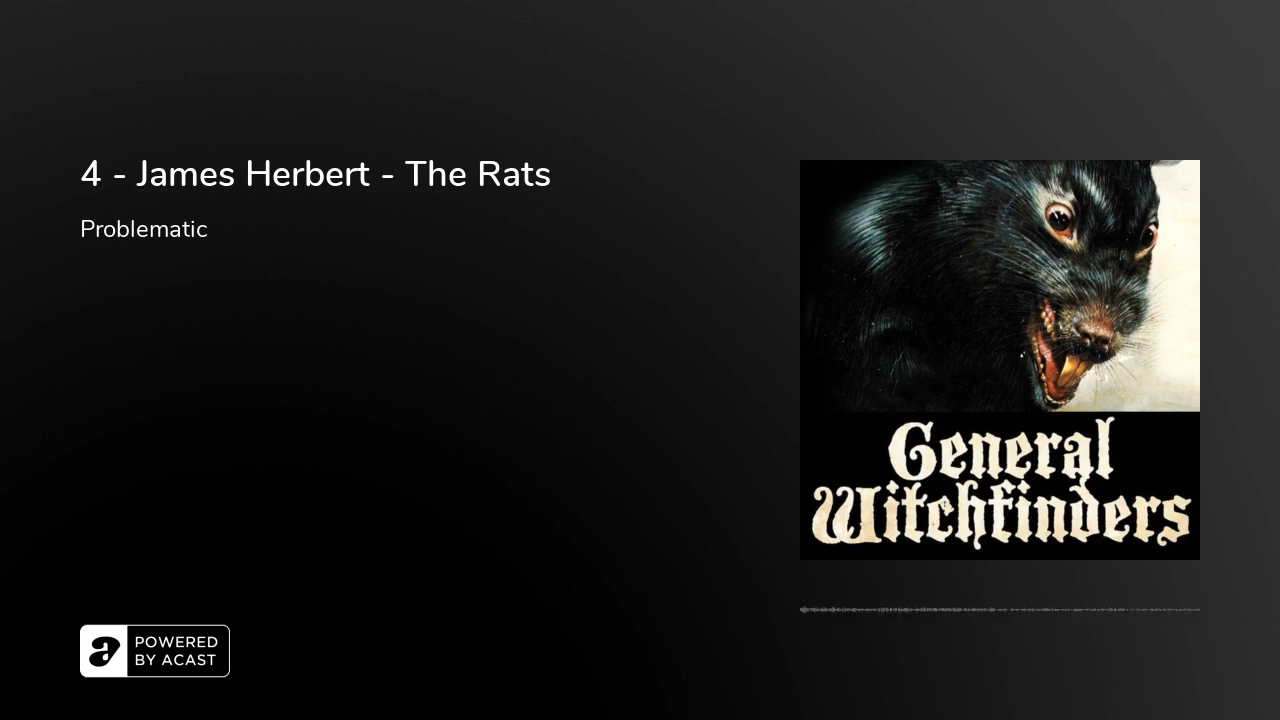 4 - James Herbert - The Rats
Problematic
General
Witchfinders
a POWERED
BY ACAST